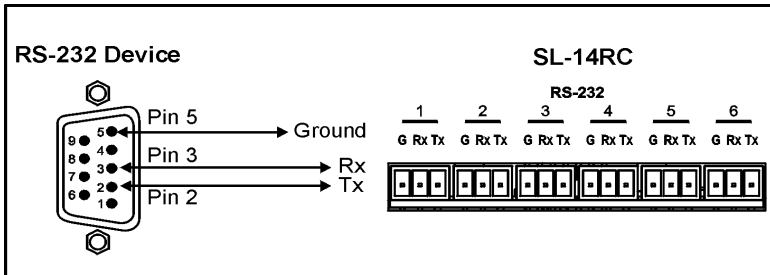 RS-232 Device
SL-14RC
RS-232
1 2 3 4 5 6
G Rx Tx G Rx Tx G Rx Tx G Rx Tx G Rx Tx G Rx Tx
Pin 5
Ground
Pin 3
Rx
Tx
Pin 2
5
9
4
8
3
7
2
6
1